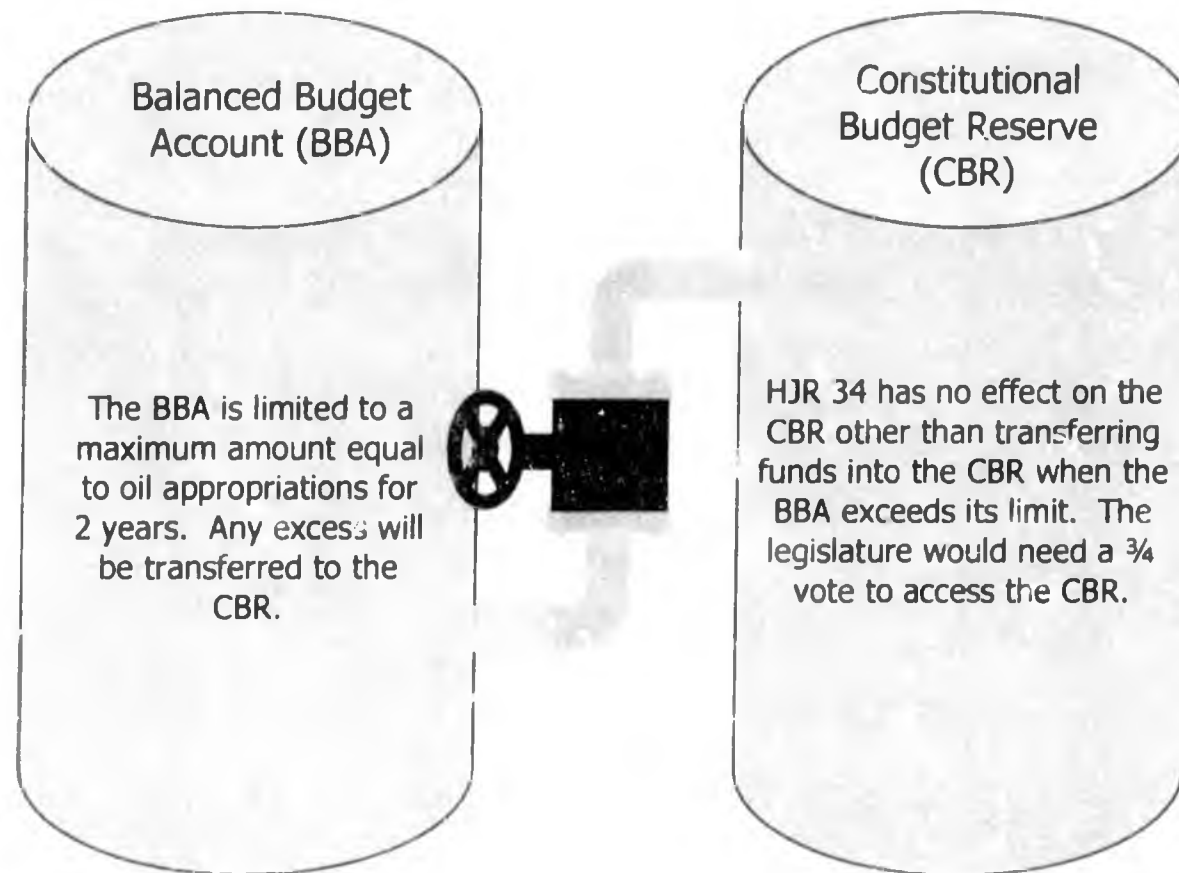 Balanced Budget
Account (BBA)
The BBA is limited to a
maximum amount equal
to oil appropriations for
2 years. Any excess will
be transferred to the
CBR.
Constitutional
Budget Reserve
(CBR)
HJR 34 has no effect on the
CBR other than transferring
funds into the CBR when the
BBA exceeds its limit. The
legislature would need a ¾
vote to access the CBR.